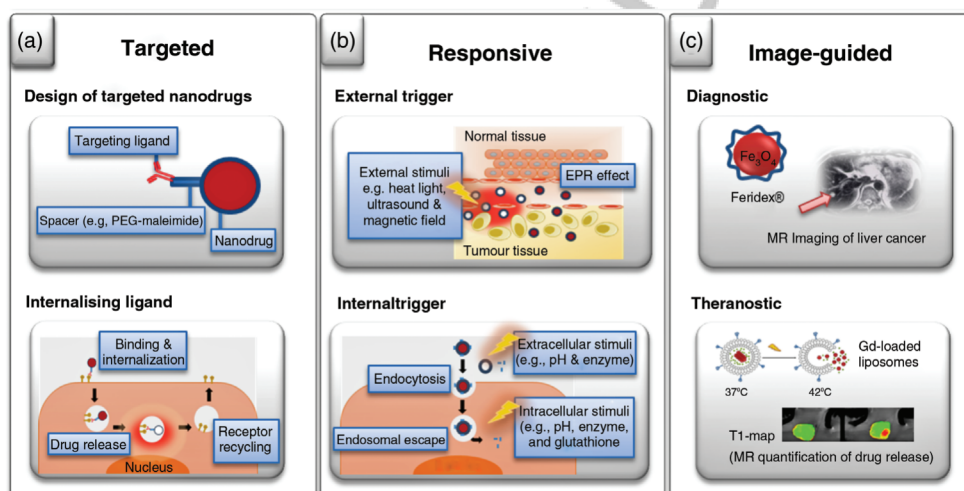 (a)
Targeted
Design of targeted nanodrugs
Targeting ligand
Spacer (e.g, PEG-maleimide)
Nanodrug
Internalising ligand
Binding &
internalization
Drug release
Receptor
recycling
Nucleus
(b)
Responsive
External trigger
Normal tissue
External stimuli
e.g. heat light,
ultrasound &
magnetic field
EPR effect
Tumour tissue
Internaltrigger
Extracellular stimuli
(e.g., pH & enzyme)
Endocytosis
Intracellular stimuli
(e.g., pH, enzyme,
and glutathione
Endosomal escape
(c)
Image-guided
Diagnostic
Fe3O4
Feridex®
MR Imaging of liver cancer
Theranostic
Gd-loaded
liposomes
37ºC
42ºC
T1-map
(MR quantification of drug release)